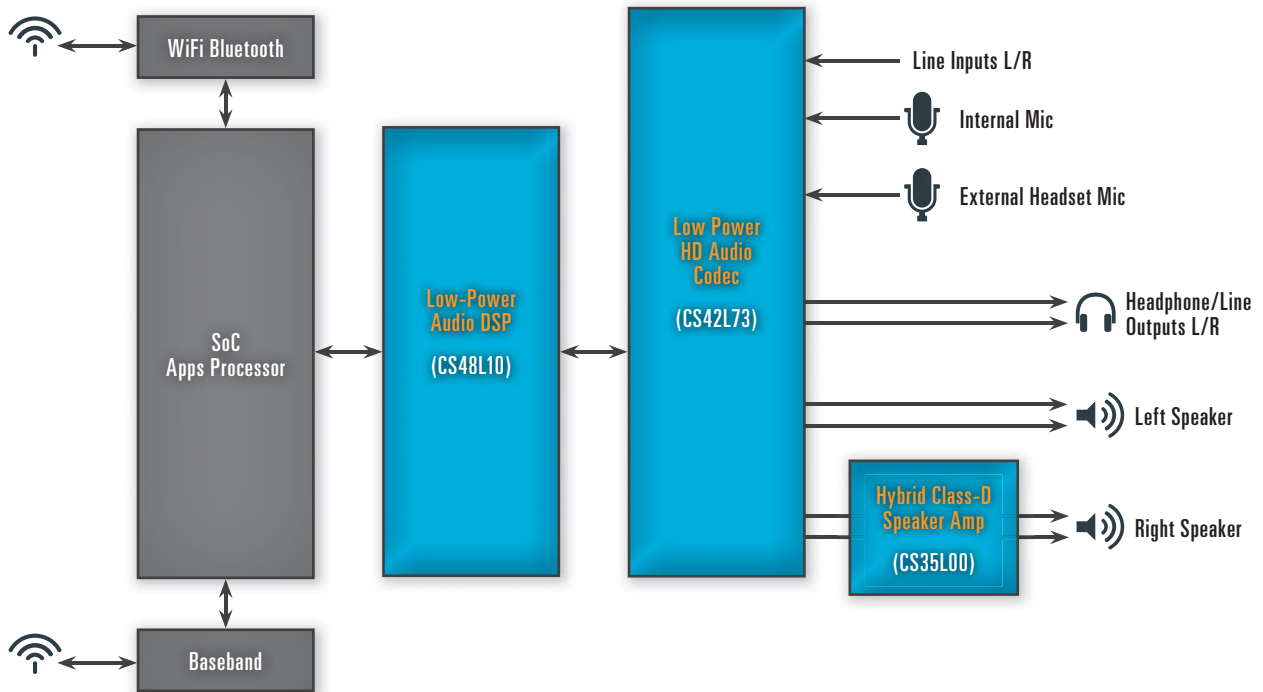 WiFi Bluetooth
SoC
Apps Processor
Baseband
Low-Power
Audio DSP
(CS48L10)
Low Power
HD Audio
Codec
(CS42L73)
Line Inputs L/R
Internal Mic
External Headset Mic
Headphone/Line
Outputs L/R
Left Speaker
Hybrid Class-D
Speaker Amp
(CS35L00)
Right Speaker